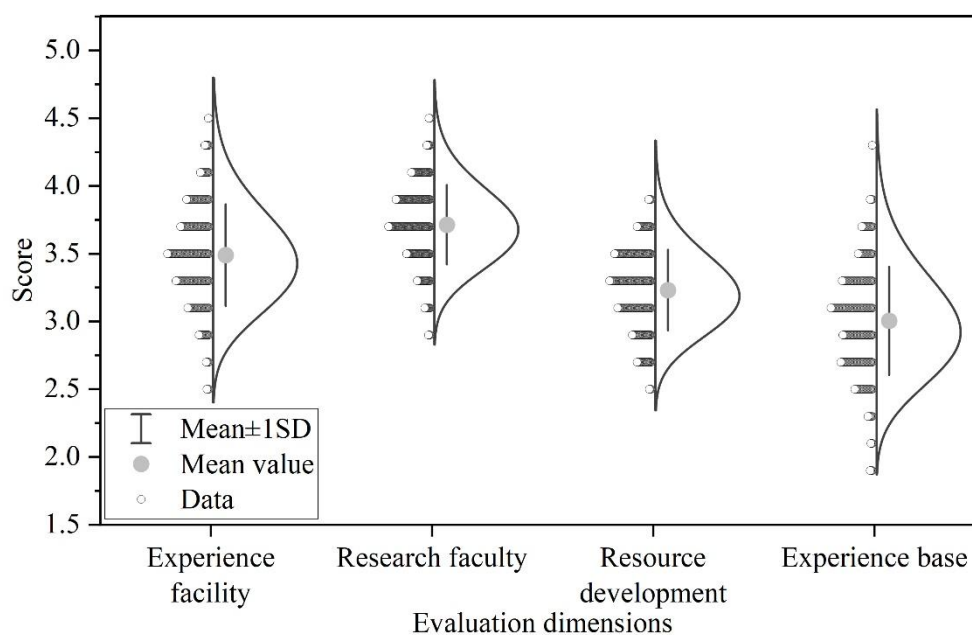 Score
5.0
4.5
4.0
3.5
3.0
2.5
2.0
1.5
Mean±1SD
Mean value
Data
Experience
facility
Research faculty
Resource
development
Experience base
Evaluation dimensions